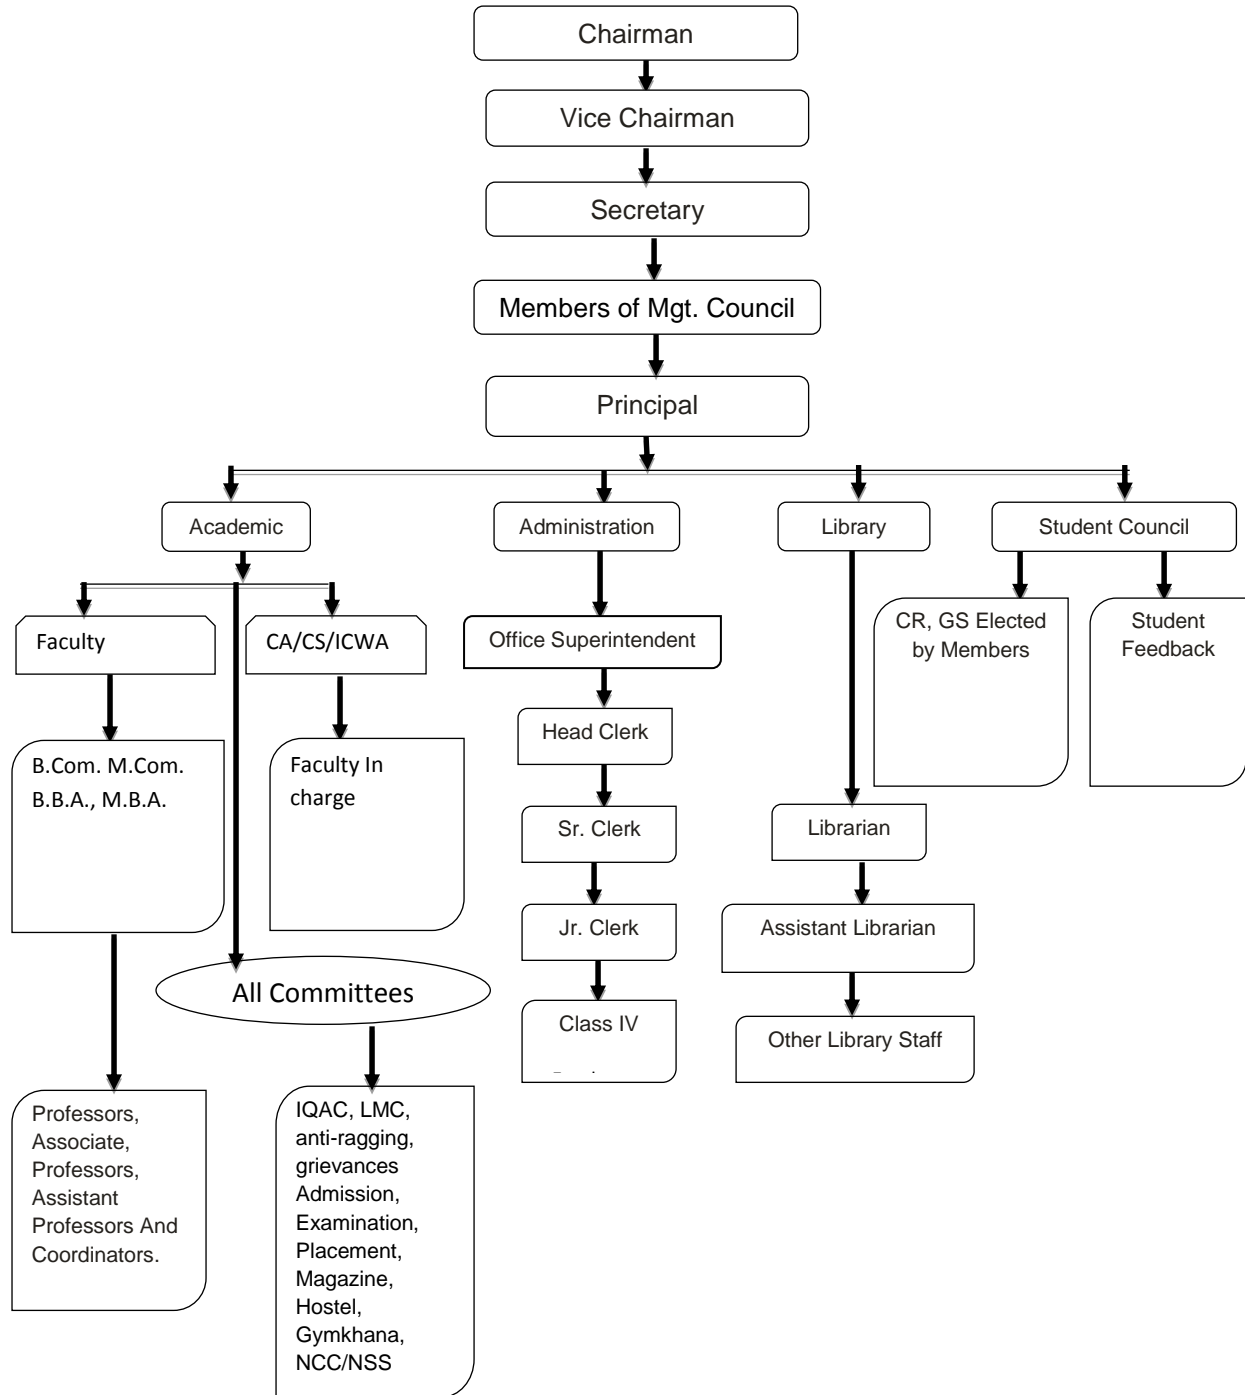 Chairman
Vice Chairman
Secretary
Members of Mgt. Council
Principal
Academic
Administration
Library
Student Council
Faculty
CA/CS/ICWA
Office Superintendent
CR, GS Elected
by Members
Student
Feedback
Head Clerk
B.Com. M.Com.
B.B.A., M.B.A.
Faculty In
charge
Sr. Clerk
Librarian
Jr. Clerk
Assistant Librarian
All Committees
Class IV
Other Library Staff
Professors,
Associate,
Professors,
Assistant
Professors And
Coordinators.
IQAC, LMC,
anti-ragging,
grievances
Admission,
Examination,
Placement,
Magazine,
Hostel,
Gymkhana,
NCC/NSS